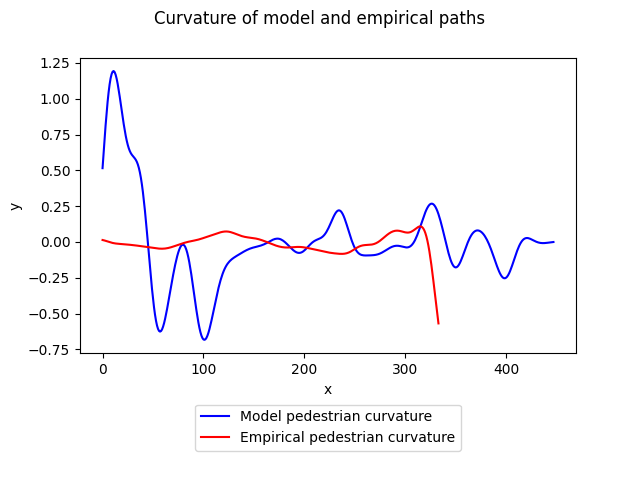 Curvature of model and empirical paths
1.25
1.00
0.75
0.50
0.25
0.00
−0.25
−0.50
−0.75
y
0 100 200 300 400
x
Model pedestrian curvature
Empirical pedestrian curvature